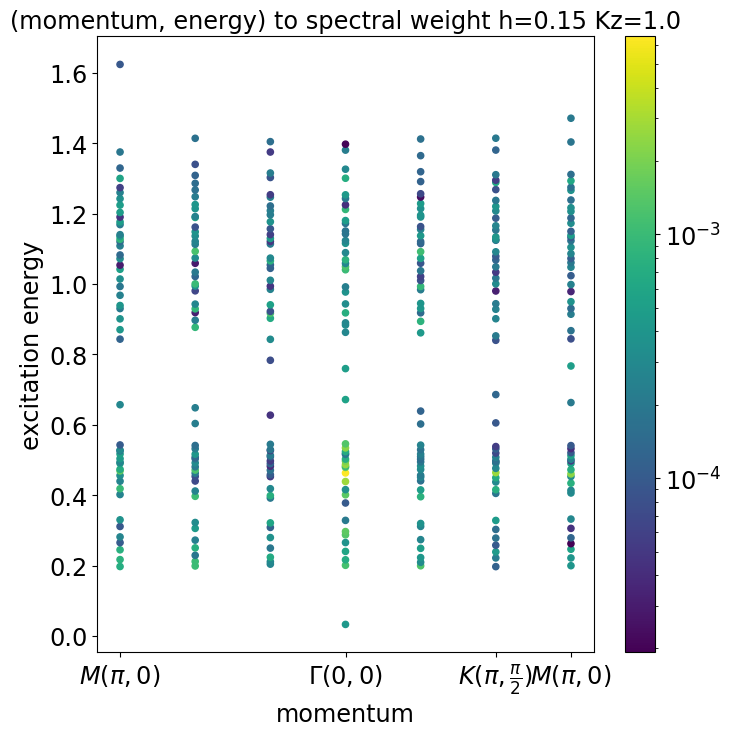 (momentum, energy) to spectral weight h=0.15 Kz=1.0
excitation energy
1.6
1.4
1.2
1.0
0.8
0.6
0.4
0.2
0.0
10⁻³
10⁻⁴
M(π, 0) Γ(0, 0) K(π, π/2) M(π, 0)
momentum